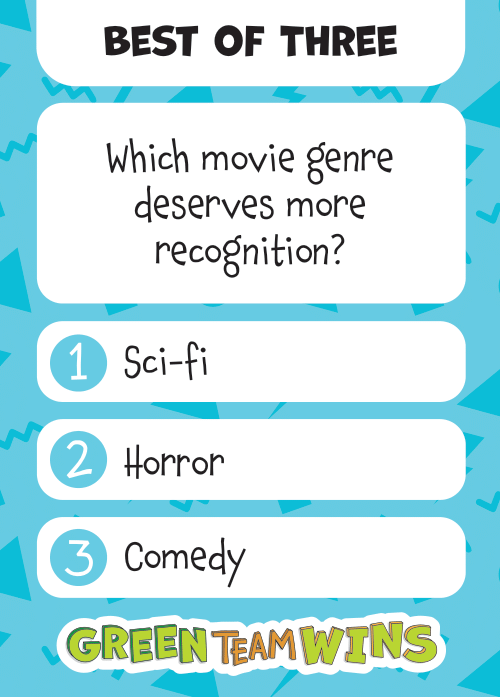 BEST OF THREE
Which movie genre
deserves more
recognition?
1 Sci-fi
2 Horror
3 Comedy
GREEN TEAM WINS